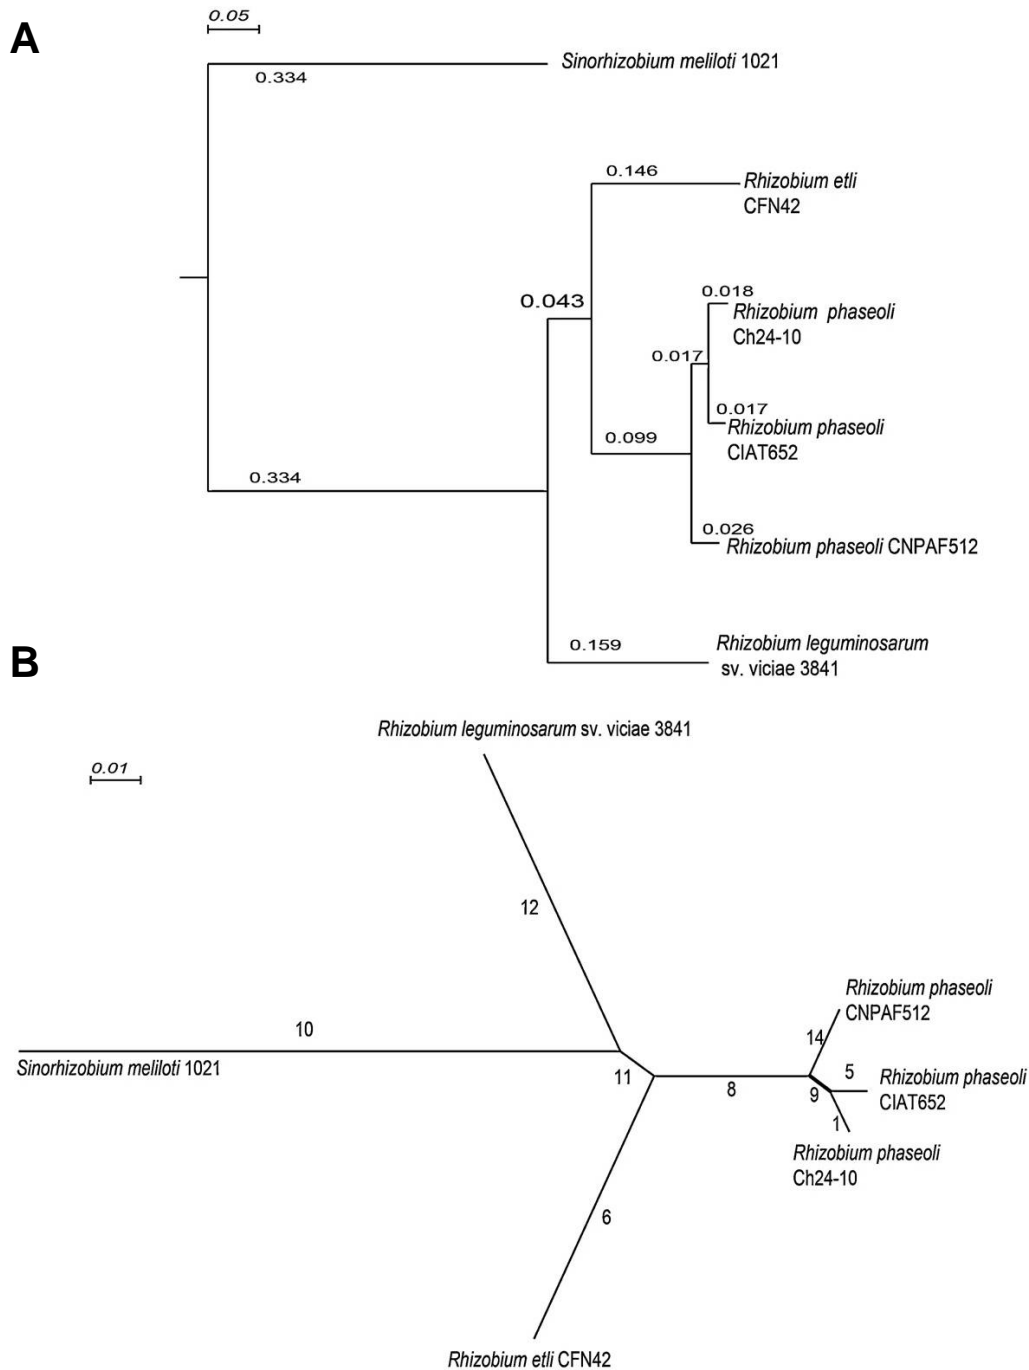 0.05
A
Sinorhizobium meliloti 1021
0.334
0.146
Rhizobium etli
CFN42
0.018
0.043
Rhizobium phaseoli
Ch24-10
0.017
0.017
Rhizobium phaseoli
CIAT652
0.099
0.334
0.026
Rhizobium phaseoli CNPAF512
0.159
Rhizobium leguminosarum
sv. viciae 3841
B
Rhizobium leguminosarum sv. viciae 3841
0.01
12
Rhizobium phaseoli
CNPAF512
10
14
Sinorhizobium meliloti 1021
11
8
9
5
Rhizobium phaseoli
CIAT652
1
Rhizobium phaseoli
Ch24-10
6
Rhizobium etli CFN42